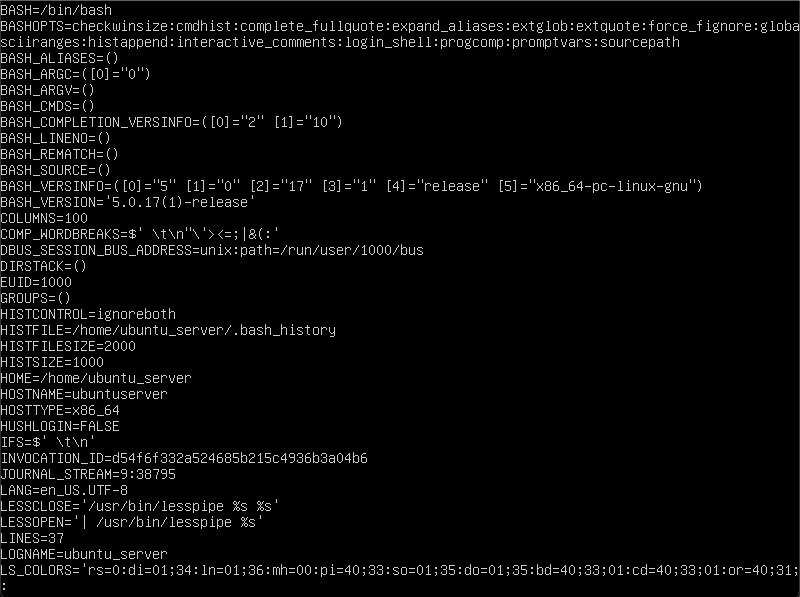 BASH=/bin/bash
BASHOPTS=checkwinsize:cmdhist:complete_fullquote:expand_aliases:extglob:extquote:force_fignore:globa
sciiranges:histappend:interactive_comments:login_shell:progcomp:promptvars:sourcepath
BASH_ALIASES=()
BASH_ARGC=([0]="0")
BASH_ARGV=()
BASH_CMDS=()
BASH_COMPLETION_VERSINFO=([0]="2" [1]="10")
BASH_LINENO=()
BASH_REMATCH=()
BASH_SOURCE=()
BASH_VERSINFO=([0]="5" [1]="0" [2]="17" [3]="1" [4]="release" [5]="x86_64-pc-linux-gnu")
BASH_VERSION='5.0.17(1)-release'
COLUMNS=100
COMP_WORDBREAKS=$' \t\n"\'><=;|&(:'
DBUS_SESSION_BUS_ADDRESS=unix:path=/run/user/1000/bus
DIRSTACK=()
EUID=1000
GROUPS=()
HISTCONTROL=ignoreboth
HISTFILE=/home/ubuntu_server/.bash_history
HISTFILESIZE=2000
HISTSIZE=1000
HOME=/home/ubuntu_server
HOSTNAME=ubuntuserver
HOSTTYPE=x86_64
HUSHLOGIN=FALSE
IFS=$' \t\n'
INVOCATION_ID=d54f6f332a524685b215c4936b3a04b6
JOURNAL_STREAM=9:38795
LANG=en_US.UTF-8
LESSCLOSE='/usr/bin/lesspipe %s %s'
LESSOPEN='| /usr/bin/lesspipe %s'
LINES=37
LOGNAME=ubuntu_server
LS_COLORS='rs=0:di=01;34:ln=01;36:mh=00:pi=40;33:so=01;35:do=01;35:bd=40;33;01:cd=40;33;01:or=40;31;
: